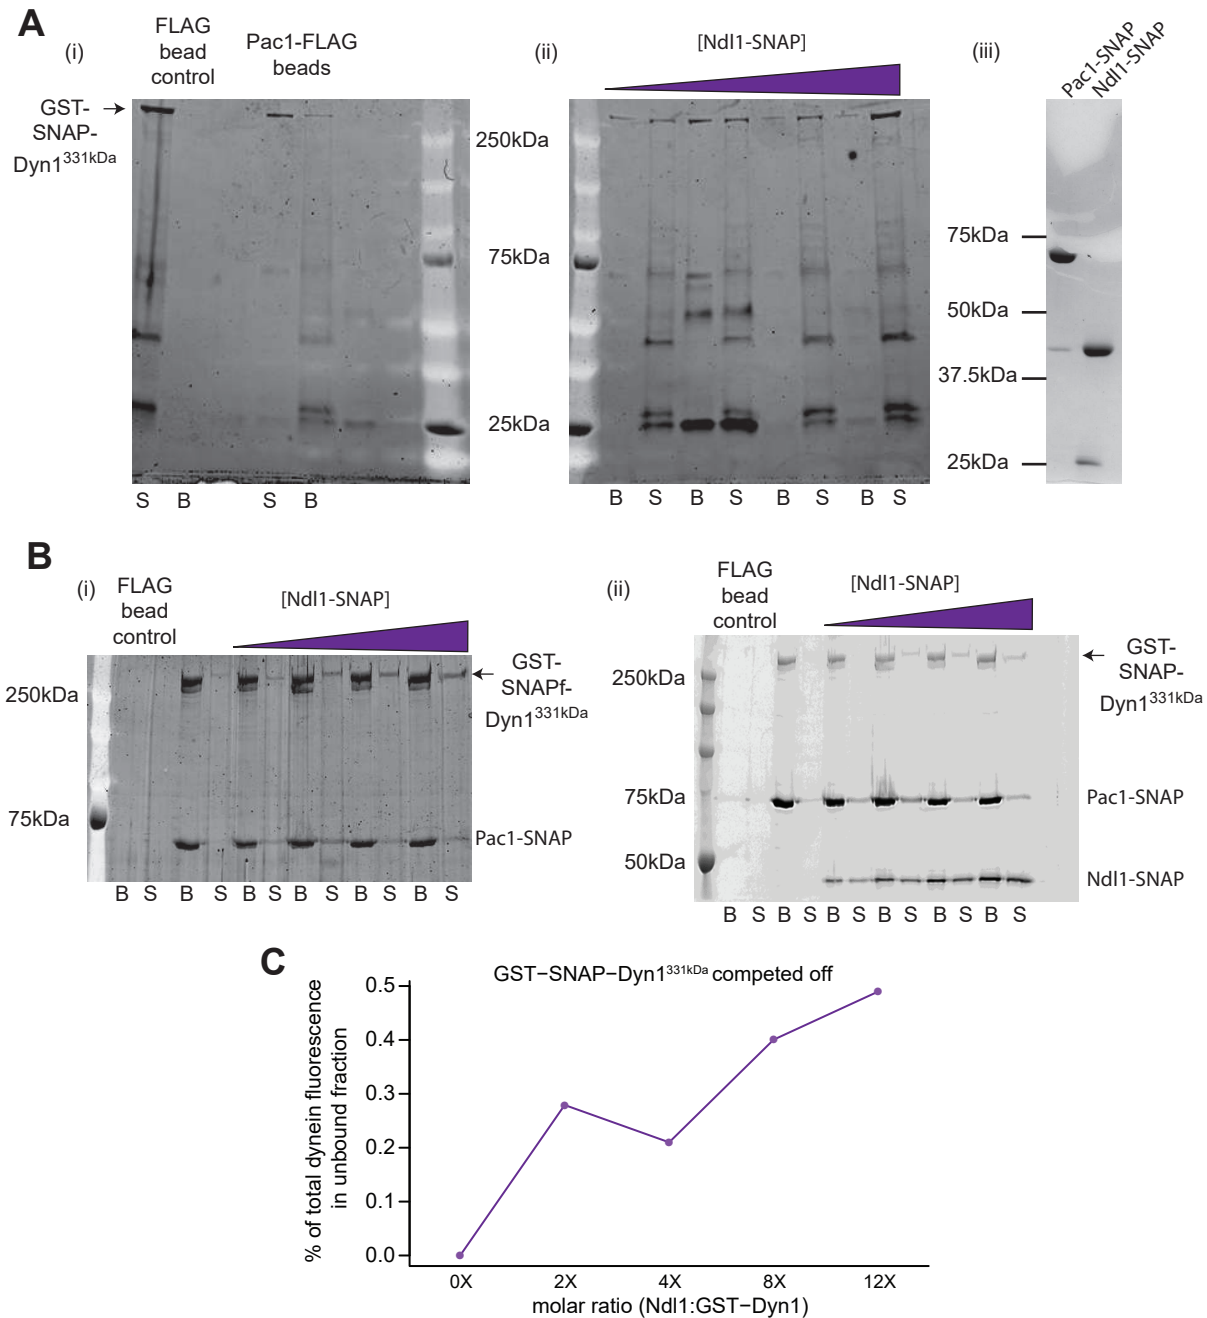 A
(i)
FLAG
bead
control
Pac1-FLAG
beads
GST-
SNAP-
Dyn1331kDa
250kDa
75kDa
25kDa
S B S B
(ii)
[Ndl1-SNAP]
B S B S B S B S
(iii)
Pac1-SNAP
Ndl1-SNAP
75kDa
50kDa
37.5kDa
25kDa
B
(i)
FLAG
bead
control
[Ndl1-SNAP]
250kDa
75kDa
GST-
SNAPf-
Dyn1331kDa
Pac1-SNAP
B S B S B S B S B S B S
(ii)
FLAG
bead
control
[Ndl1-SNAP]
250kDa
75kDa
50kDa
GST-
SNAP-
Dyn1331kDa
Pac1-SNAP
Ndl1-SNAP
B S B S B S B S B S B S
C
GST−SNAP−Dyn1331kDa competed off
% of total dynein fluorescence
in unbound fraction
0.5
0.4
0.3
0.2
0.1
0.0
0X 2X 4X 8X 12X
molar ratio (Ndl1:GST−Dyn1)